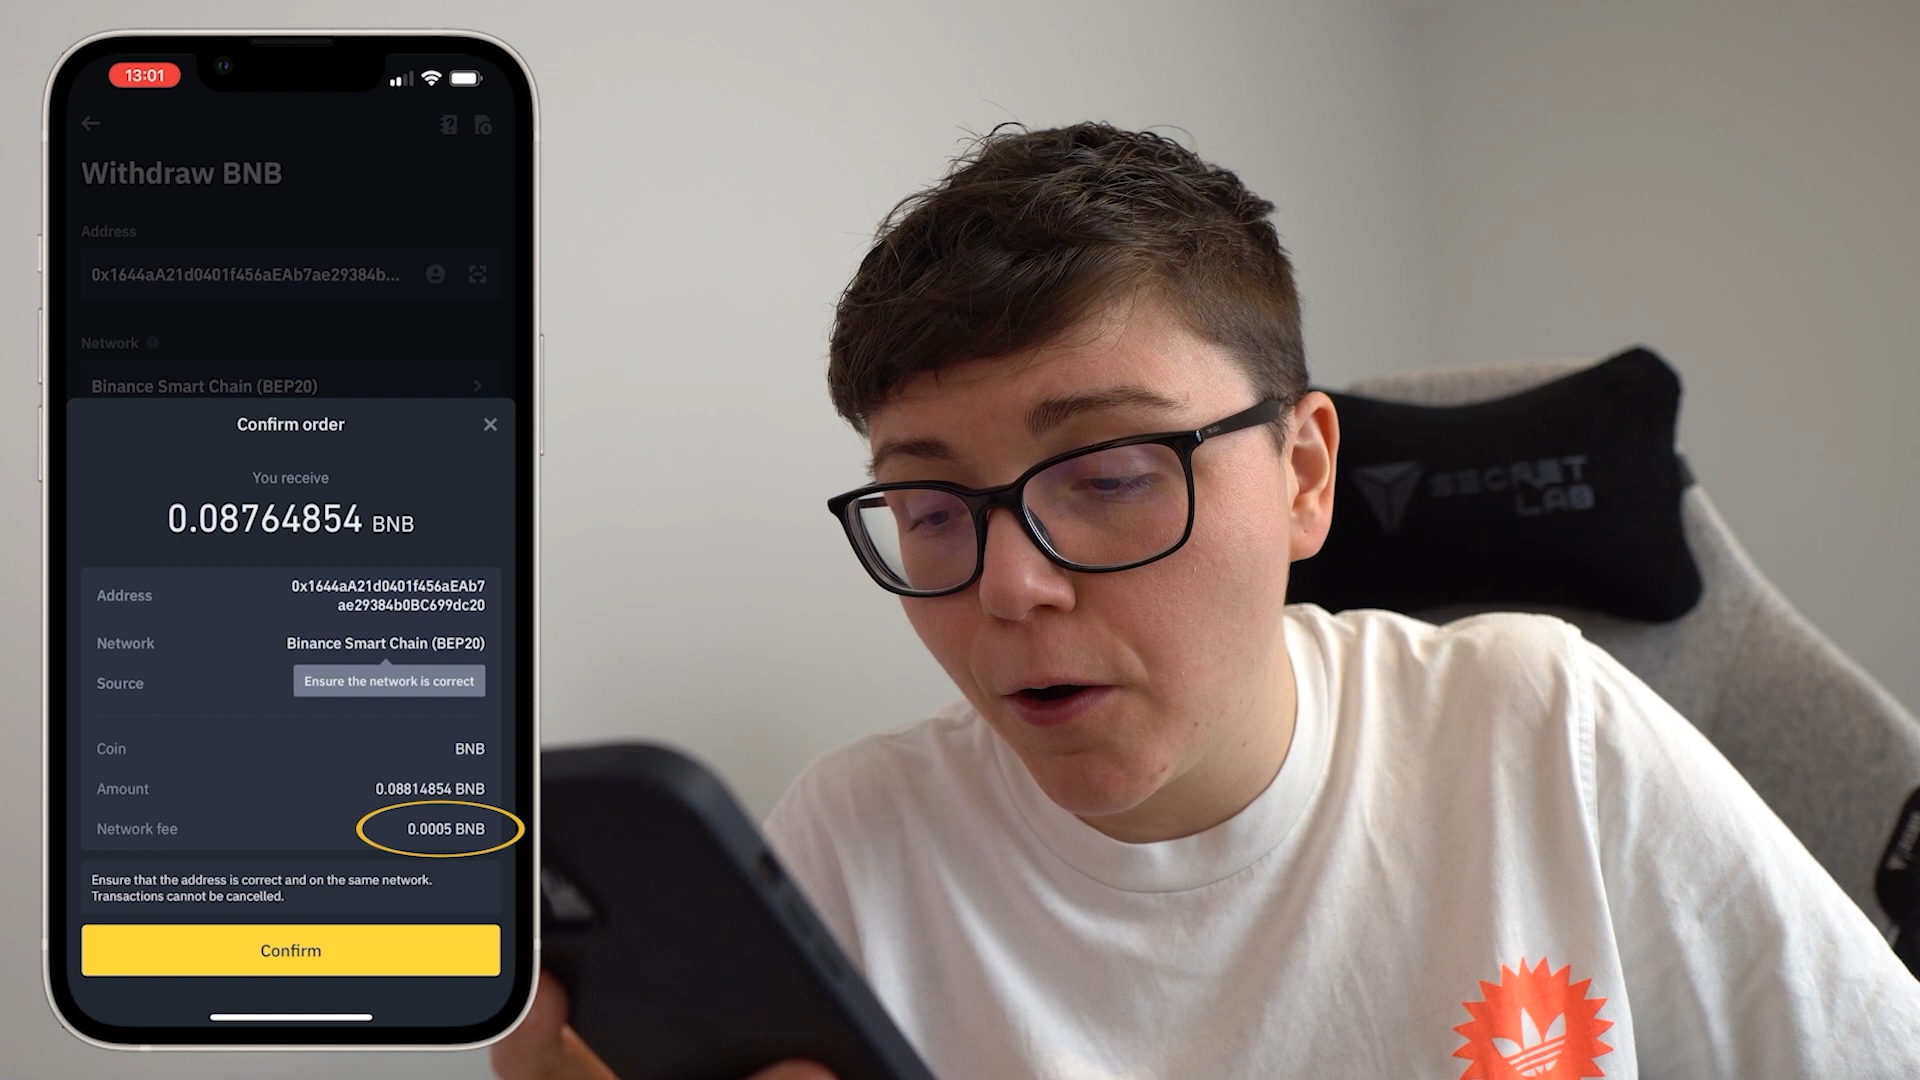 13:01
Withdraw BNB
Address
0x1644aA21d0401f456aEAb7ae29384b...
Network
Binance Smart Chain (BEP20)
Confirm order
You receive
0.08764854 BNB
Address
0x1644aA21d0401f456aEAb7
ae29384b0BC699dc20
Network
Binance Smart Chain (BEP20)
Source
Ensure the network is correct
Coin
BNB
Amount
0.08814854 BNB
Network fee
0.0005 BNB
Ensure that the address is correct and on the same network.
Transactions cannot be cancelled.
Confirm
SECRET
LAB